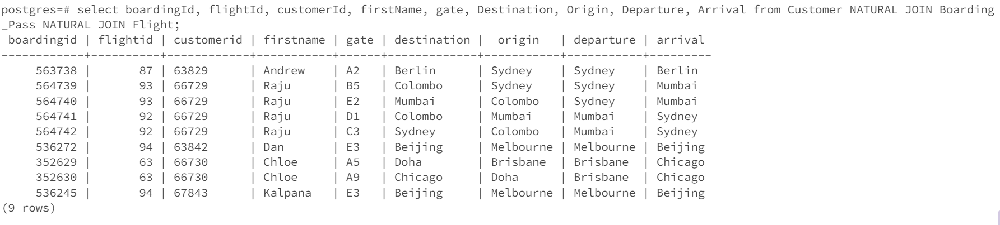 postgres=# select boardingId, flightId, customerId, firstName, gate, Destination, Origin, Departure, Arrival from Customer NATURAL JOIN Boarding
_Pass NATURAL JOIN Flight;
 boardingid | flightid | customerid | firstname | gate | destination |  origin   | departure | arrival
------------+----------+------------+-----------+------+-------------+-----------+-----------+---------
     563738 |       87 | 63829      | Andrew    | A2   | Berlin      | Sydney    | Sydney    | Berlin
     564739 |       93 | 66729      | Raju      | B5   | Colombo     | Sydney    | Sydney    | Mumbai
     564740 |       93 | 66729      | Raju      | E2   | Mumbai      | Colombo   | Sydney    | Mumbai
     564741 |       92 | 66729      | Raju      | D1   | Colombo     | Mumbai    | Mumbai    | Sydney
     564742 |       92 | 66729      | Raju      | C3   | Sydney      | Colombo   | Mumbai    | Sydney
     536272 |       94 | 63842      | Dan       | E3   | Beijing     | Melbourne | Melbourne | Beijing
     352629 |       63 | 66730      | Chloe     | A5   | Doha        | Brisbane  | Brisbane  | Chicago
     352630 |       63 | 66730      | Chloe     | A9   | Chicago     | Doha      | Brisbane  | Chicago
     536245 |       94 | 67843      | Kalpana   | E3   | Beijing     | Melbourne | Melbourne | Beijing
(9 rows)